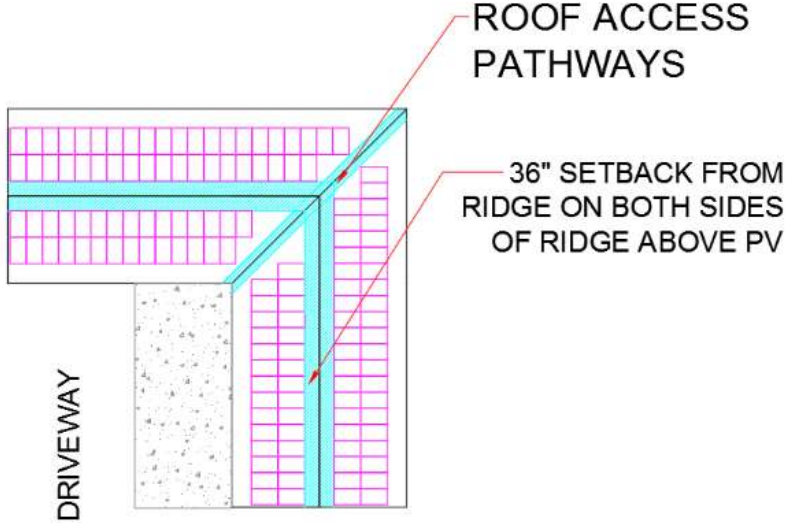 ROOF ACCESS
PATHWAYS
36" SETBACK FROM
RIDGE ON BOTH SIDES
OF RIDGE ABOVE PV
DRIVEWAY